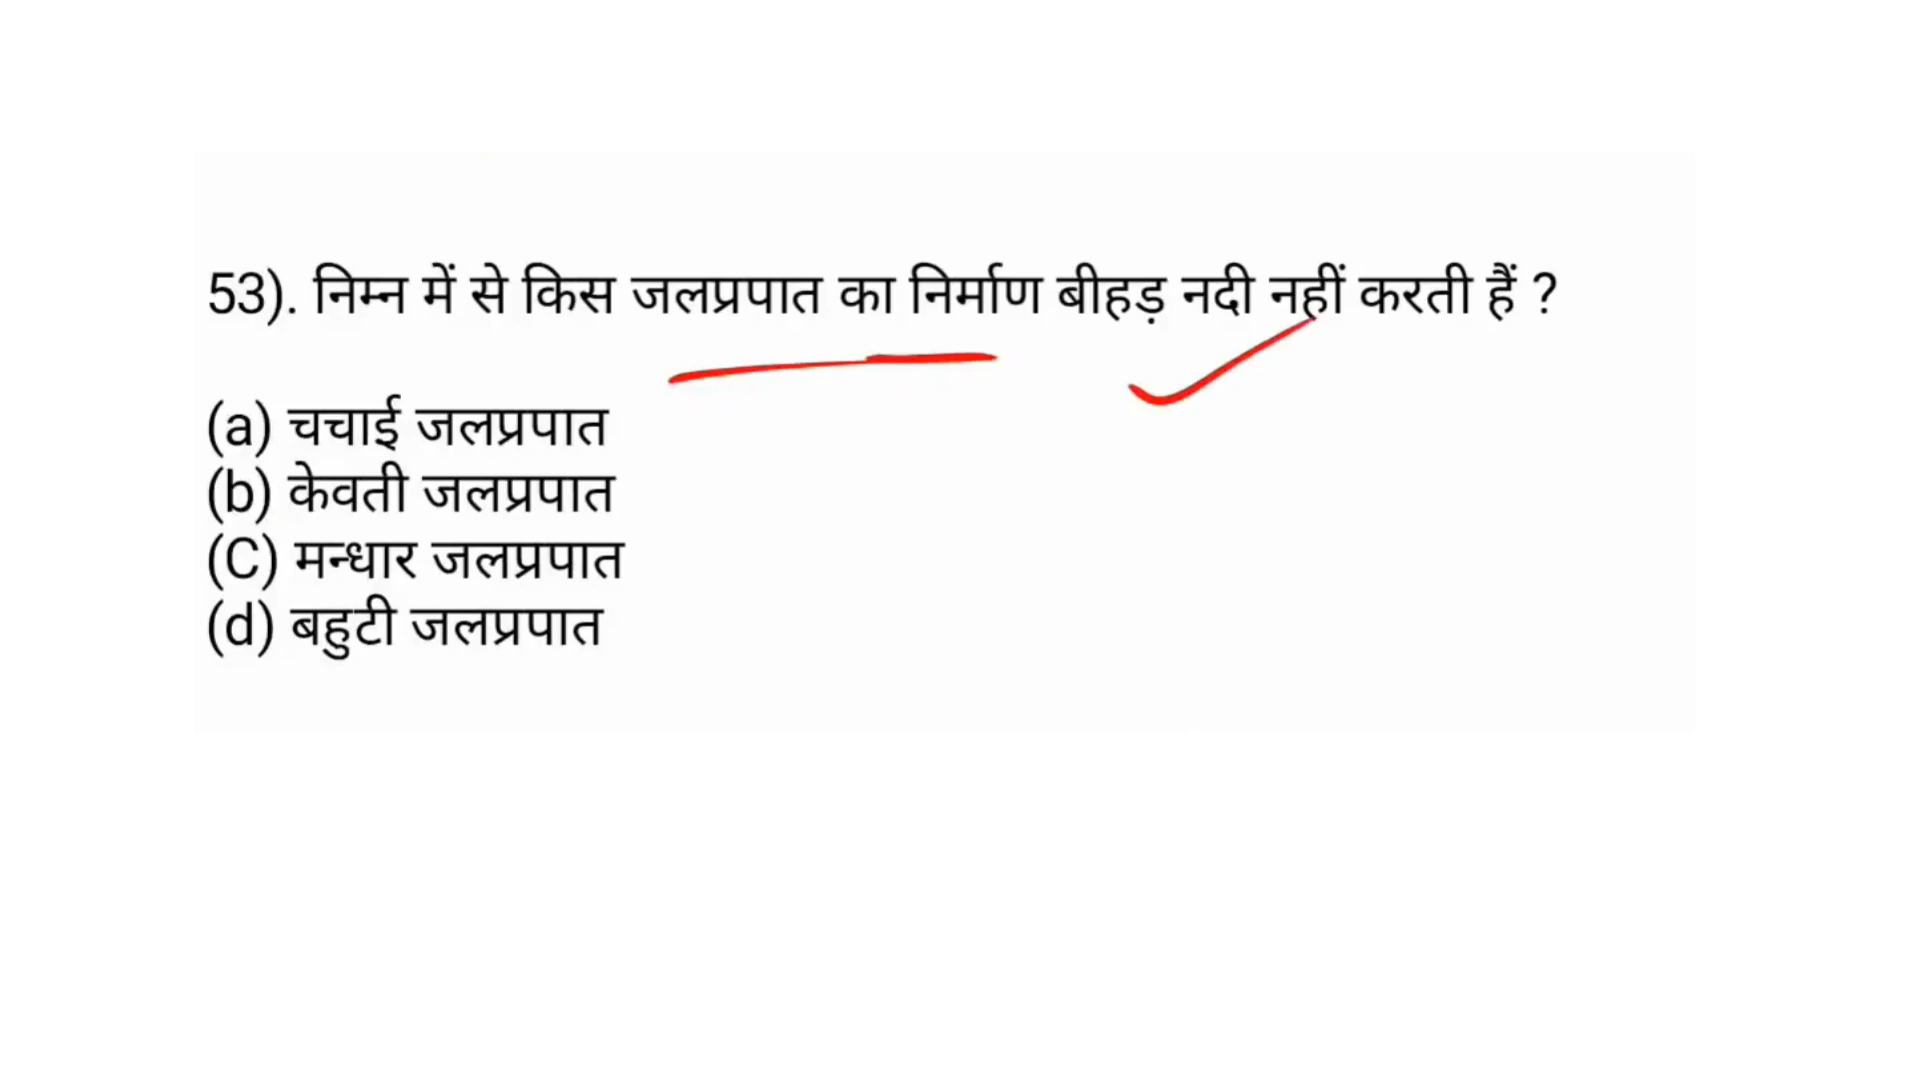 53). निम्न में से किस जलप्रपात का निर्माण बीहड़ नदी नहीं करती हैं ?
(a) चचाई जलप्रपात
(b) केवती जलप्रपात
(C) मन्धार जलप्रपात
(d) बहुटी जलप्रपात